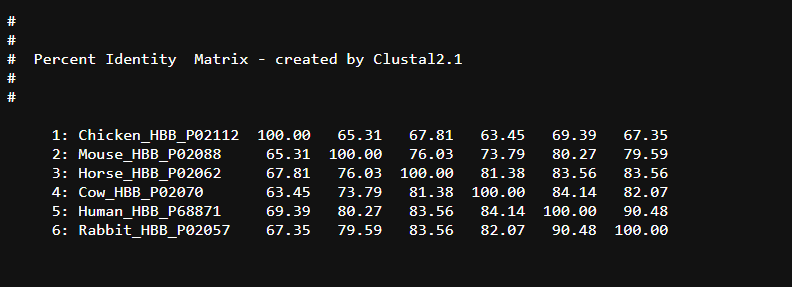 #
#
#  Percent Identity  Matrix - created by Clustal2.1
#
#
     1: Chicken_HBB_P02112  100.00   65.31   67.81   63.45   69.39   67.35
     2: Mouse_HBB_P02088     65.31  100.00   76.03   73.79   80.27   79.59
     3: Horse_HBB_P02062     67.81   76.03  100.00   81.38   83.56   83.56
     4: Cow_HBB_P02070       63.45   73.79   81.38  100.00   84.14   82.07
     5: Human_HBB_P68871     69.39   80.27   83.56   84.14  100.00   90.48
     6: Rabbit_HBB_P02057    67.35   79.59   83.56   82.07   90.48  100.00